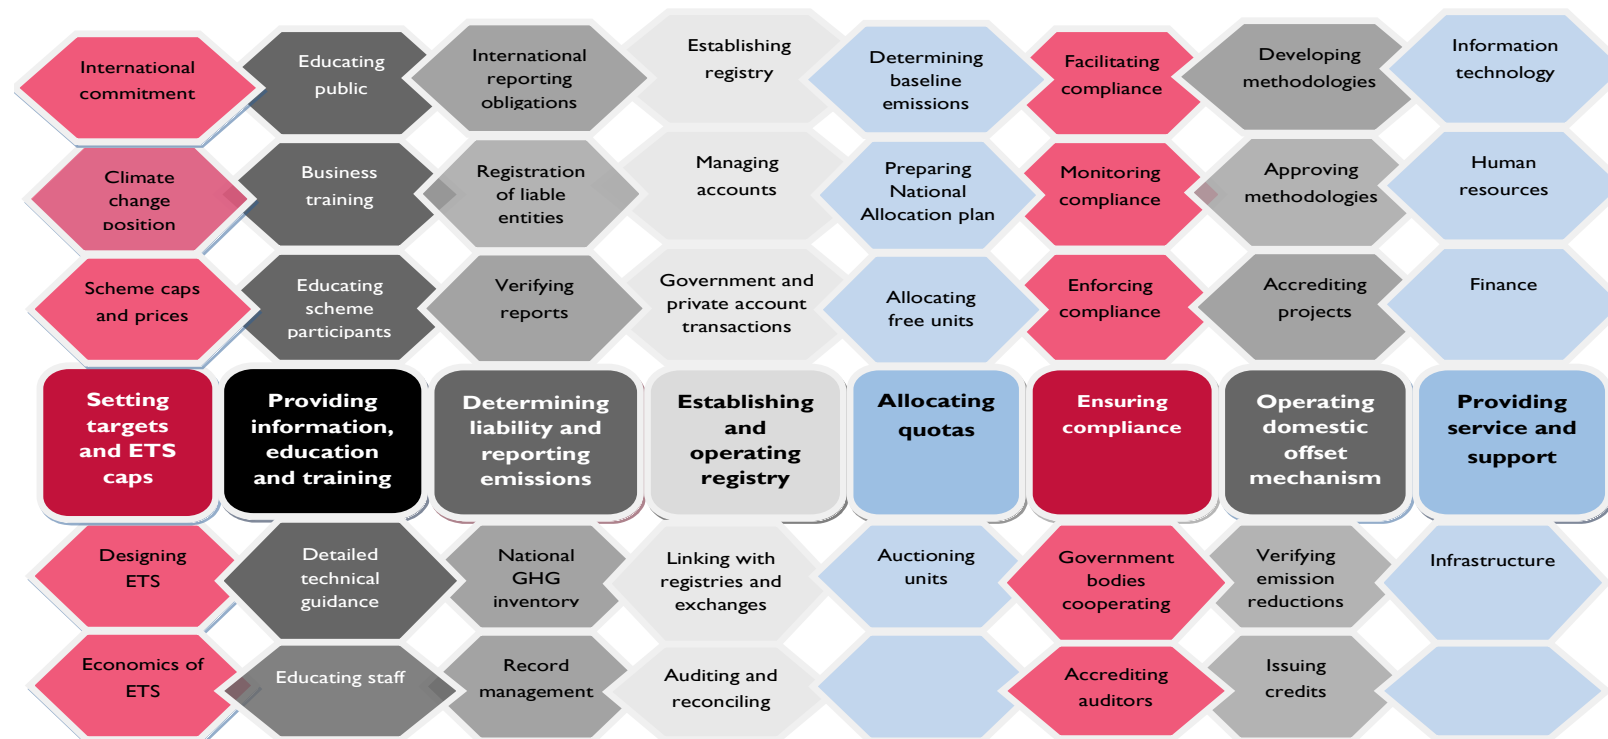 International
commitment
Educating
public
International
reporting
obligations
Establishing
registry
Determining
baseline
emissions
Facilitating
compliance
Developing
methodologies
Information
technology
Climate
change
position
Business
training
Registration
of liable
entities
Managing
accounts
Preparing
National
Allocation plan
Monitoring
compliance
Approving
methodologies
Human
resources
Scheme caps
and prices
Educating
scheme
participants
Verifying
reports
Government and
private account
transactions
Allocating
free units
Enforcing
compliance
Accrediting
projects
Finance
Setting
targets
and ETS
caps
Providing
information,
education
and training
Determining
liability and
reporting
emissions
Establishing
and
operating
registry
Allocating
quotas
Ensuring
compliance
Operating
domestic
offset
mechanism
Providing
service and
support
Designing
ETS
Detailed
technical
guidance
National
GHG
inventory
Linking with
registries and
exchanges
Auctioning
units
Government
bodies
cooperating
Verifying
emission
reductions
Infrastructure
Economics of
ETS
Educating staff
Record
management
Auditing and
reconciling
Accrediting
auditors
Issuing
credits